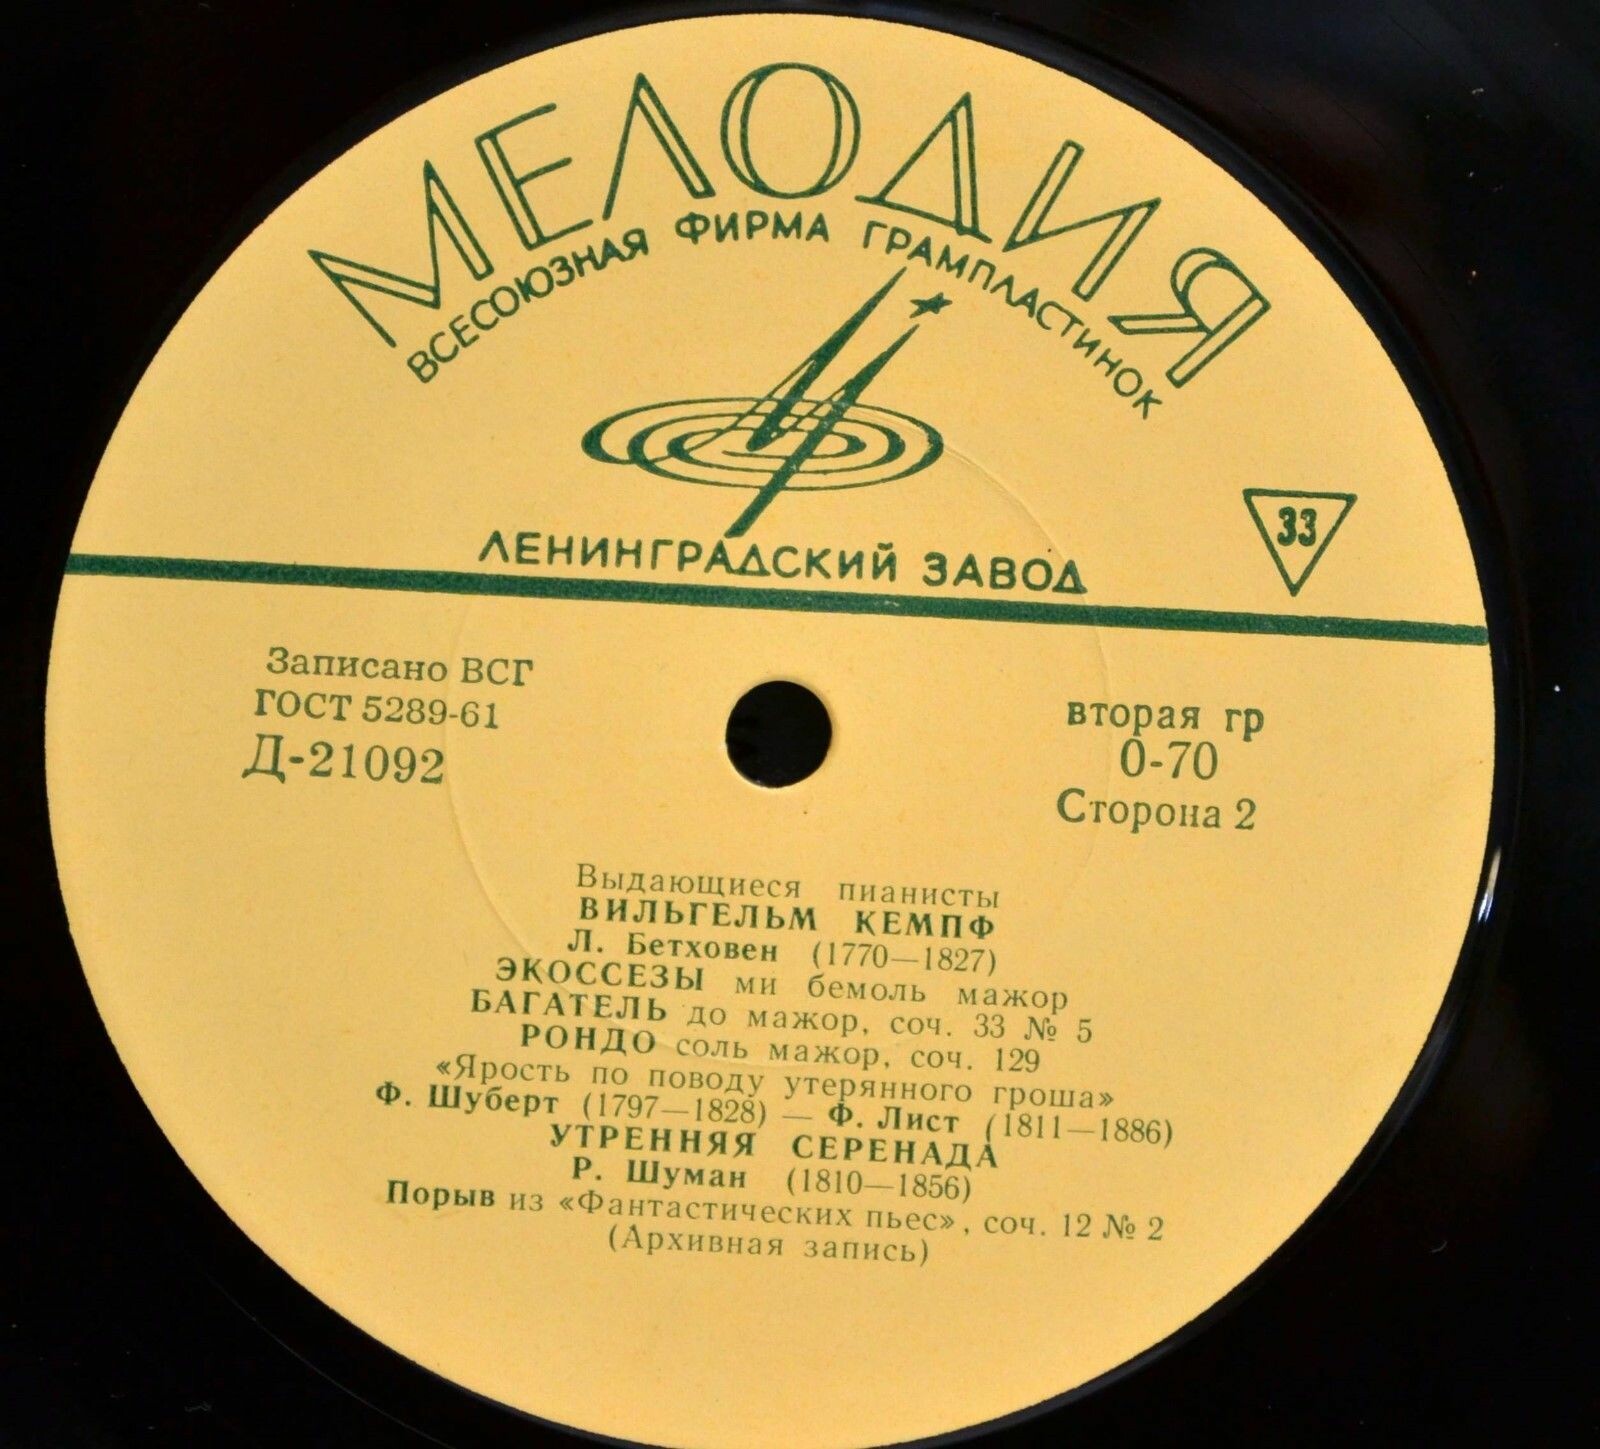 МЕЛОДИЯ
ВСЕСОЮЗНАЯ ФИРМА ГРАМПЛАСТИНОК
ЛЕНИНГРАДСКИЙ ЗАВОД
33
Записано ВСГ
ГОСТ 5289-61
Д-21092
вторая гр
0-70
Сторона 2
Выдающиеся пианисты
ВИЛЬГЕЛЬМ КЕМПФ
Л. Бетховен (1770—1827)
ЭКОССЕЗЫ ми бемоль мажор
БАГАТЕЛЬ до мажор, соч. 33 № 5
РОНДО соль мажор, соч. 129
«Ярость по поводу утерянного гроша»
Ф. Шуберт (1797—1828) — Ф. Лист (1811—1886)
УТРЕННЯЯ СЕРЕНАДА
Р. Шуман (1810—1856)
Порыв из «Фантастических пьес», соч. 12 № 2
(Архивная запись)